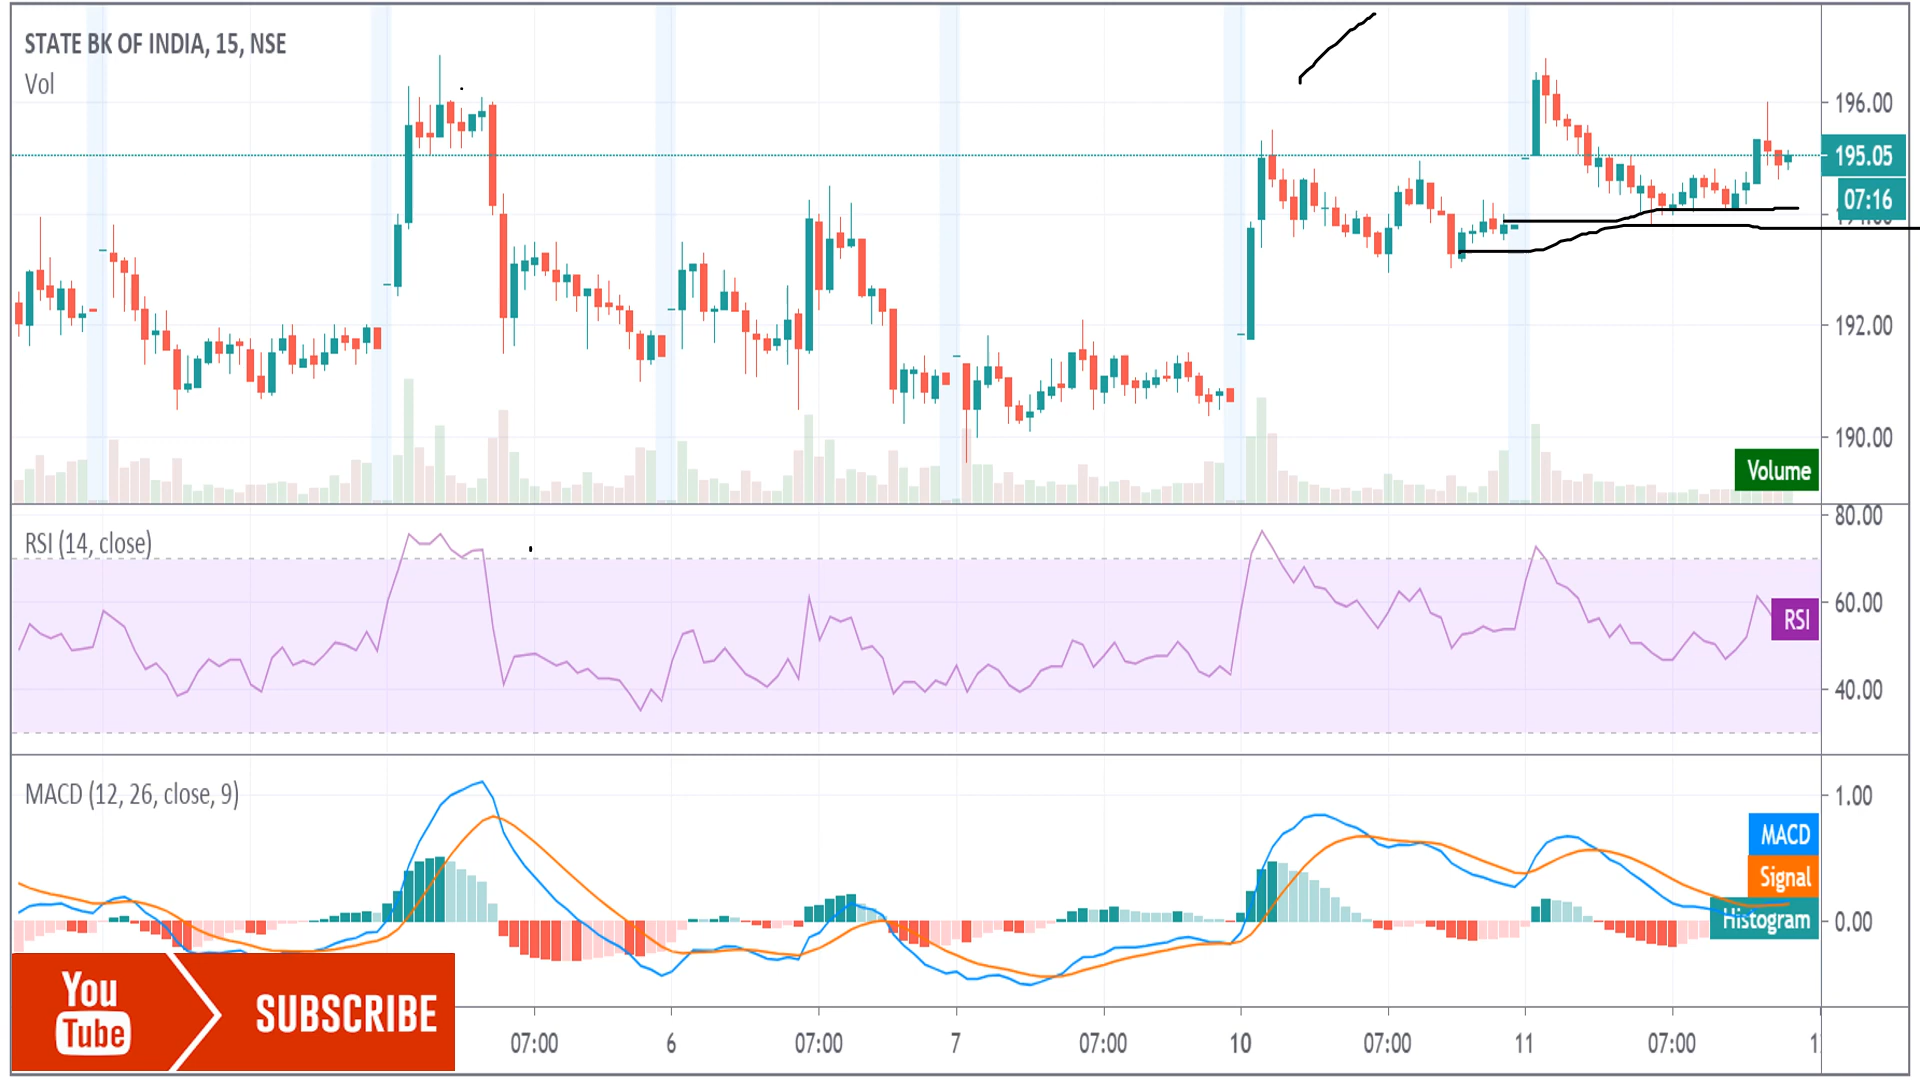 STATE BK OF INDIA, 15, NSE
Vol
196.00
195.05
07:16
192.00
190.00
Volume
80.00
RSI (14, close)
60.00
RSI
40.00
MACD (12, 26, close, 9)
1.00
MACD
Signal
Histogram
0.00
You
Tube
SUBSCRIBE
07:00 6 07:00 7 07:00 10 07:00 11 07:00